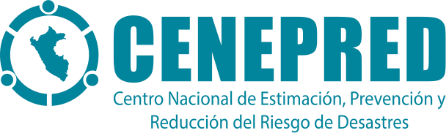 CENEPRED
Centro Nacional de Estimación, Prevención y
Reducción del Riesgo de Desastres